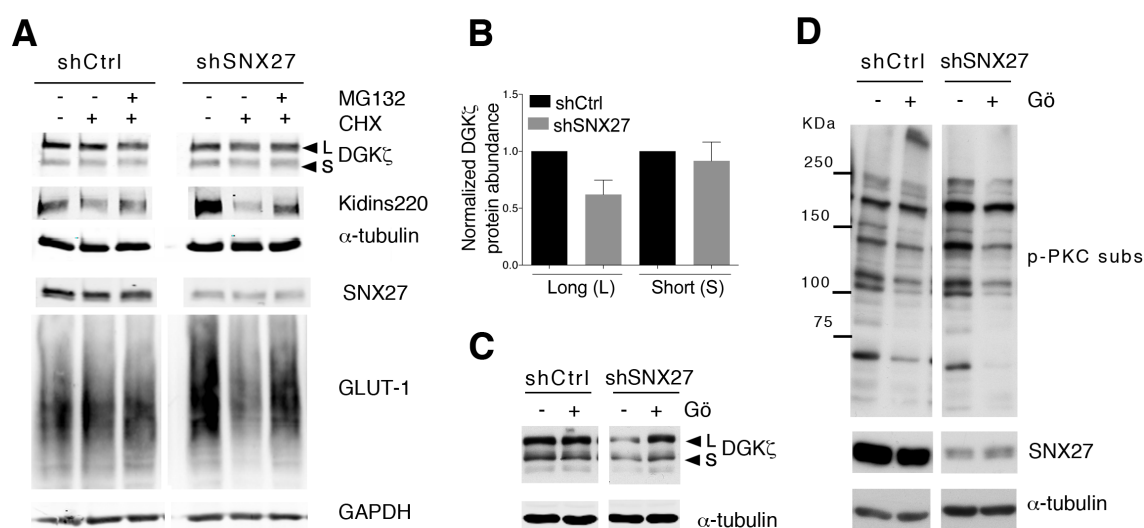 A
shCtrl shSNX27
- - + - - + MG132
- + + - + + CHX
L DGKζ
S
Kidins220
α-tubulin
SNX27
GLUT-1
GAPDH
B
Normalized DGKζ
protein abundance
1.5
1.0
0.5
0.0
shCtrl
shSNX27
Long (L) Short (S)
C
shCtrl shSNX27
- + - + Gö
L DGKζ
S
α-tubulin
D
shCtrl shSNX27
- + - + Gö
KDa
250
150
100
75
p-PKC subs
SNX27
α-tubulin